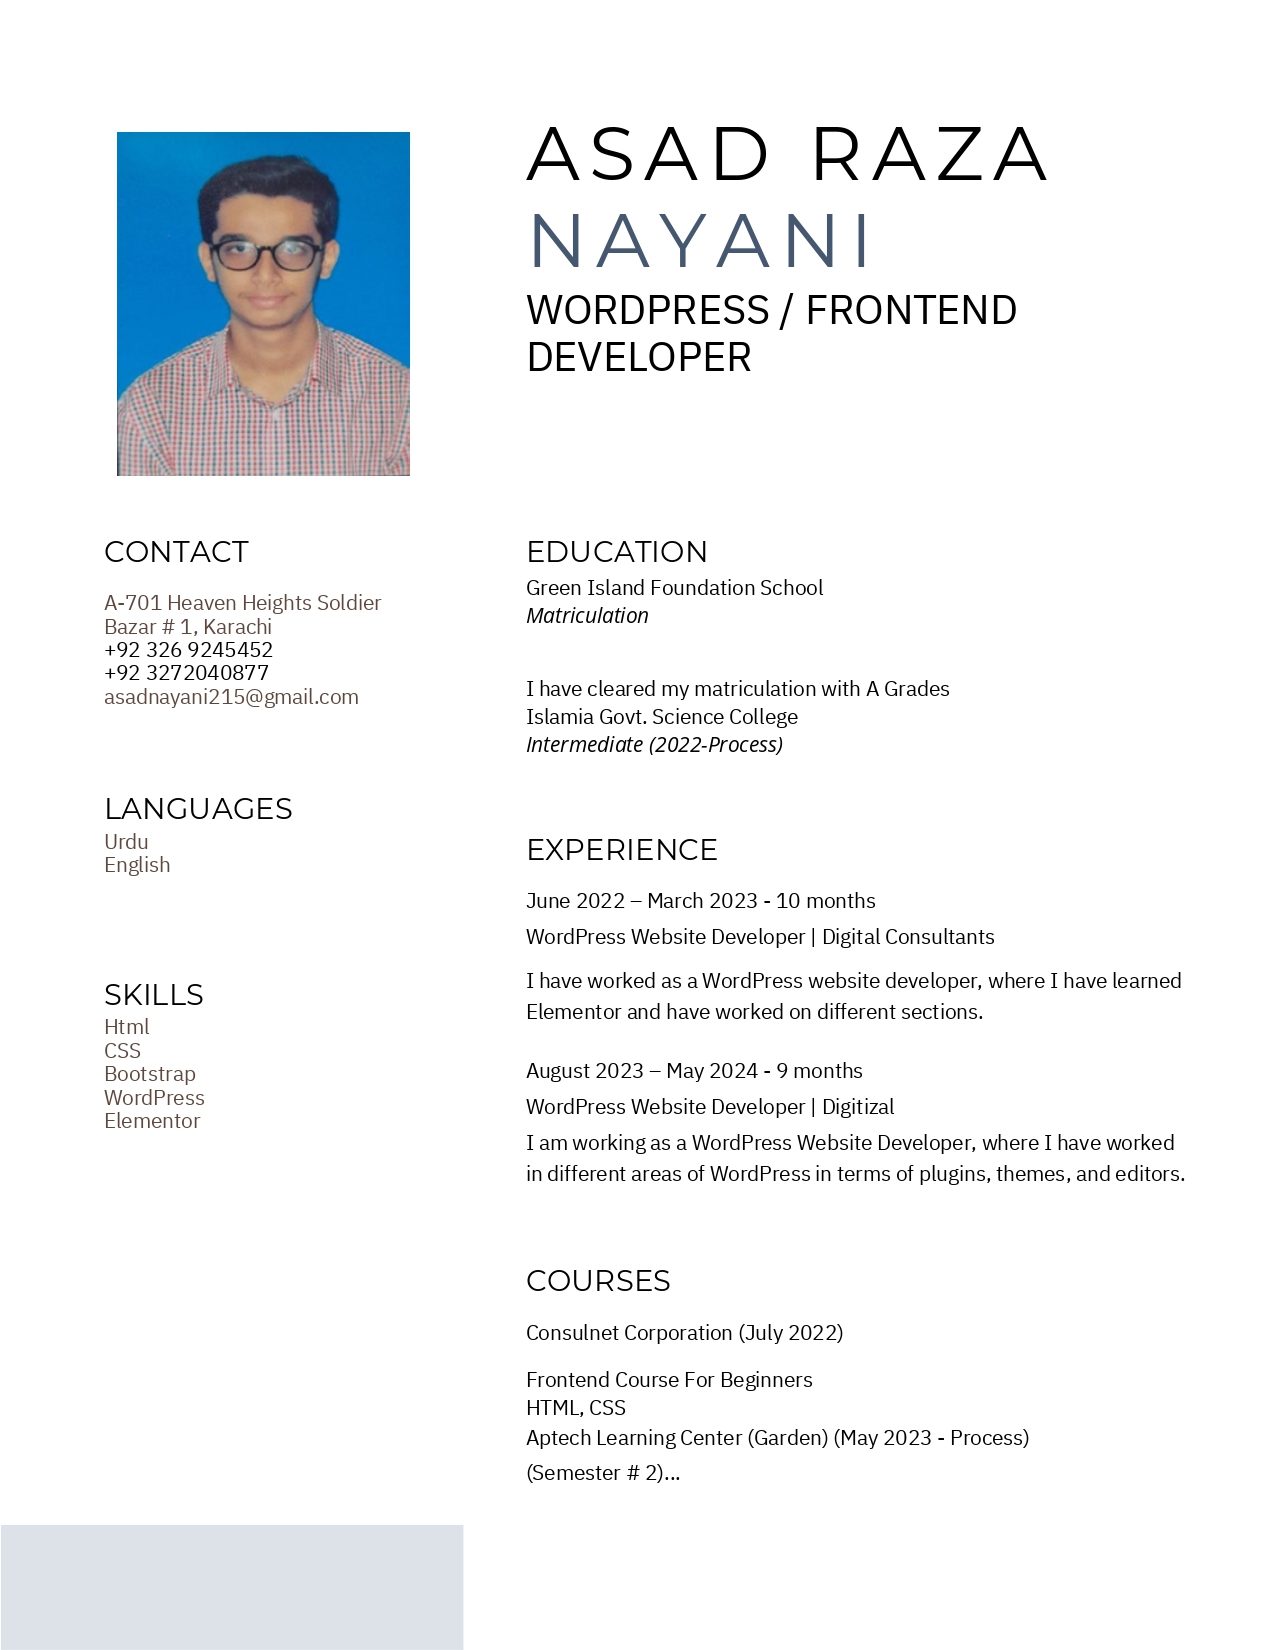 ASAD RAZA
NAYANI
WORDPRESS / FRONTEND
DEVELOPER
CONTACT
A-701 Heaven Heights Soldier
Bazar # 1, Karachi
+92 326 9245452
+92 3272040877
asadnayani215@gmail.com
LANGUAGES
Urdu
English
SKILLS
Html
CSS
Bootstrap
WordPress
Elementor
EDUCATION
Green Island Foundation School
Matriculation
I have cleared my matriculation with A Grades
Islamia Govt. Science College
Intermediate (2022-Process)
EXPERIENCE
June 2022 – March 2023 - 10 months
WordPress Website Developer | Digital Consultants
I have worked as a WordPress website developer, where I have learned
Elementor and have worked on different sections.
August 2023 – May 2024 - 9 months
WordPress Website Developer | Digitizal
I am working as a WordPress Website Developer, where I have worked
in different areas of WordPress in terms of plugins, themes, and editors.
COURSES
Consulnet Corporation (July 2022)
Frontend Course For Beginners
HTML, CSS
Aptech Learning Center (Garden) (May 2023 - Process)
(Semester # 2)...